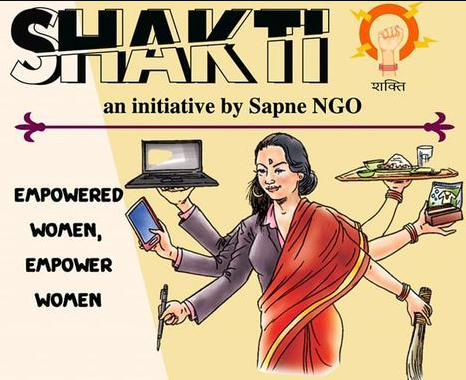 SHAKTI
शक्ति
an initiative by Sapne NGO
EMPOWERED
WOMEN,
EMPOWER
WOMEN